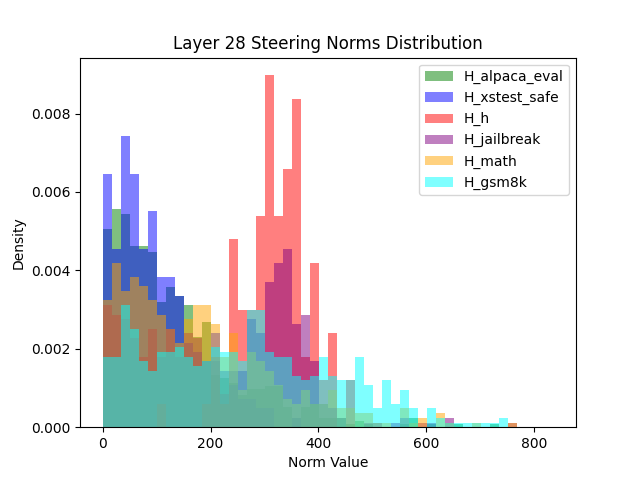 Layer 28 Steering Norms Distribution
H_alpaca_eval
H_xstest_safe
H_h
H_jailbreak
H_math
H_gsm8k
0.008
0.006
0.004
0.002
0.000
Density
0
200
400
600
800
Norm Value